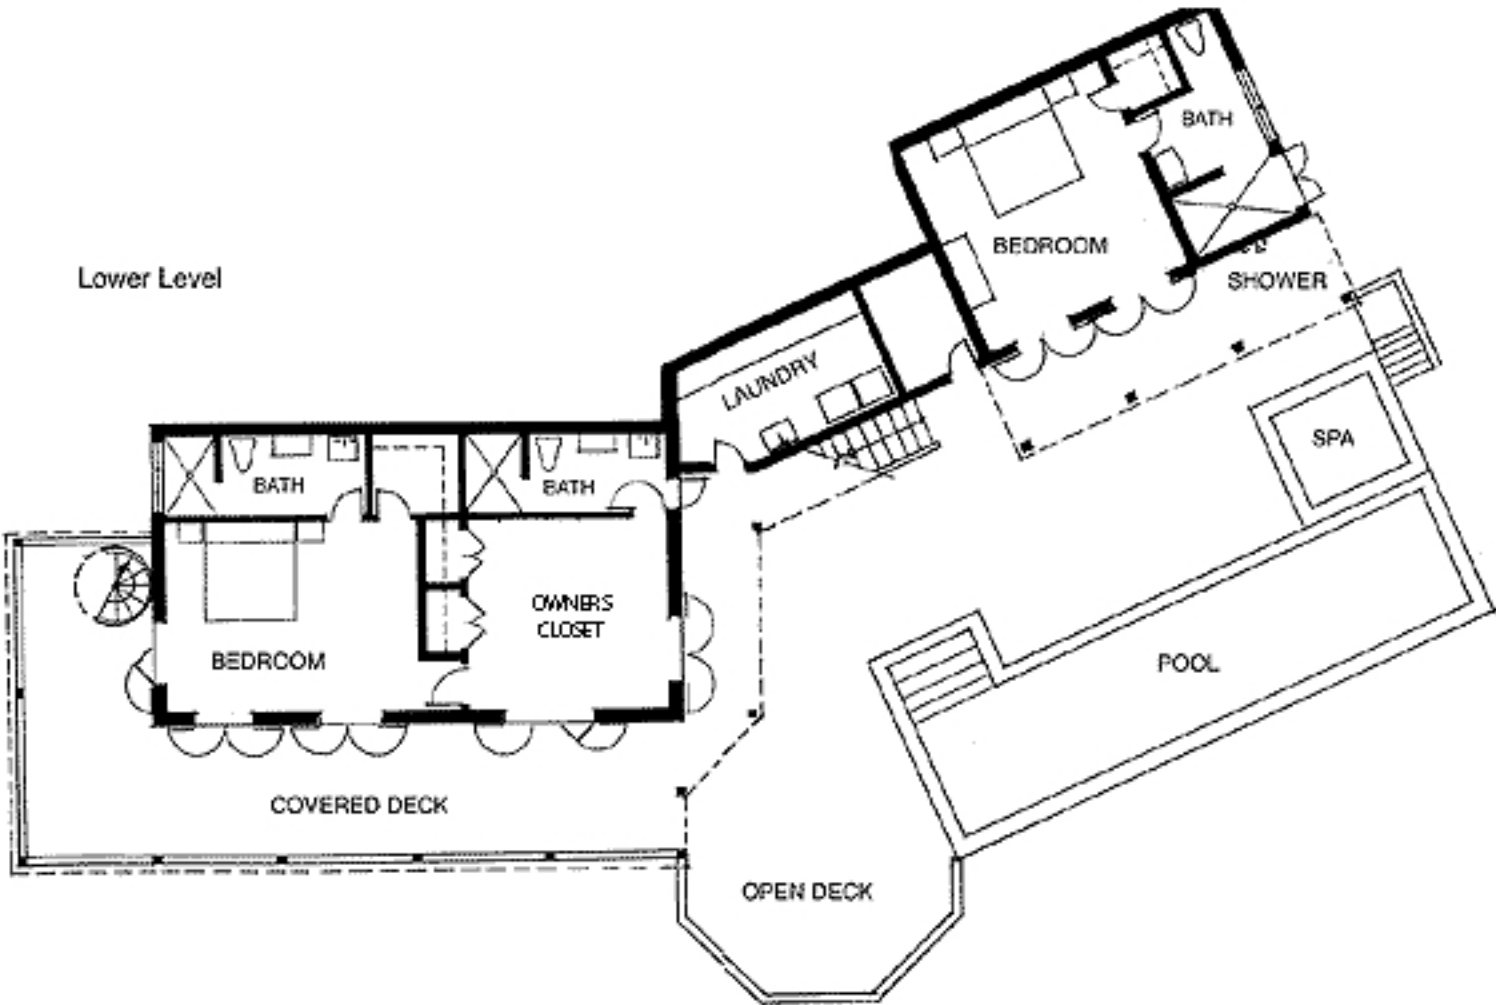 BATH
BEDROOM
Lower Level
SHOWER
LAUNDRY
SPA
BATH
BATH
OWNERS
CLOSET
BEDROOM
POOL
COVERED DECK
OPEN DECK